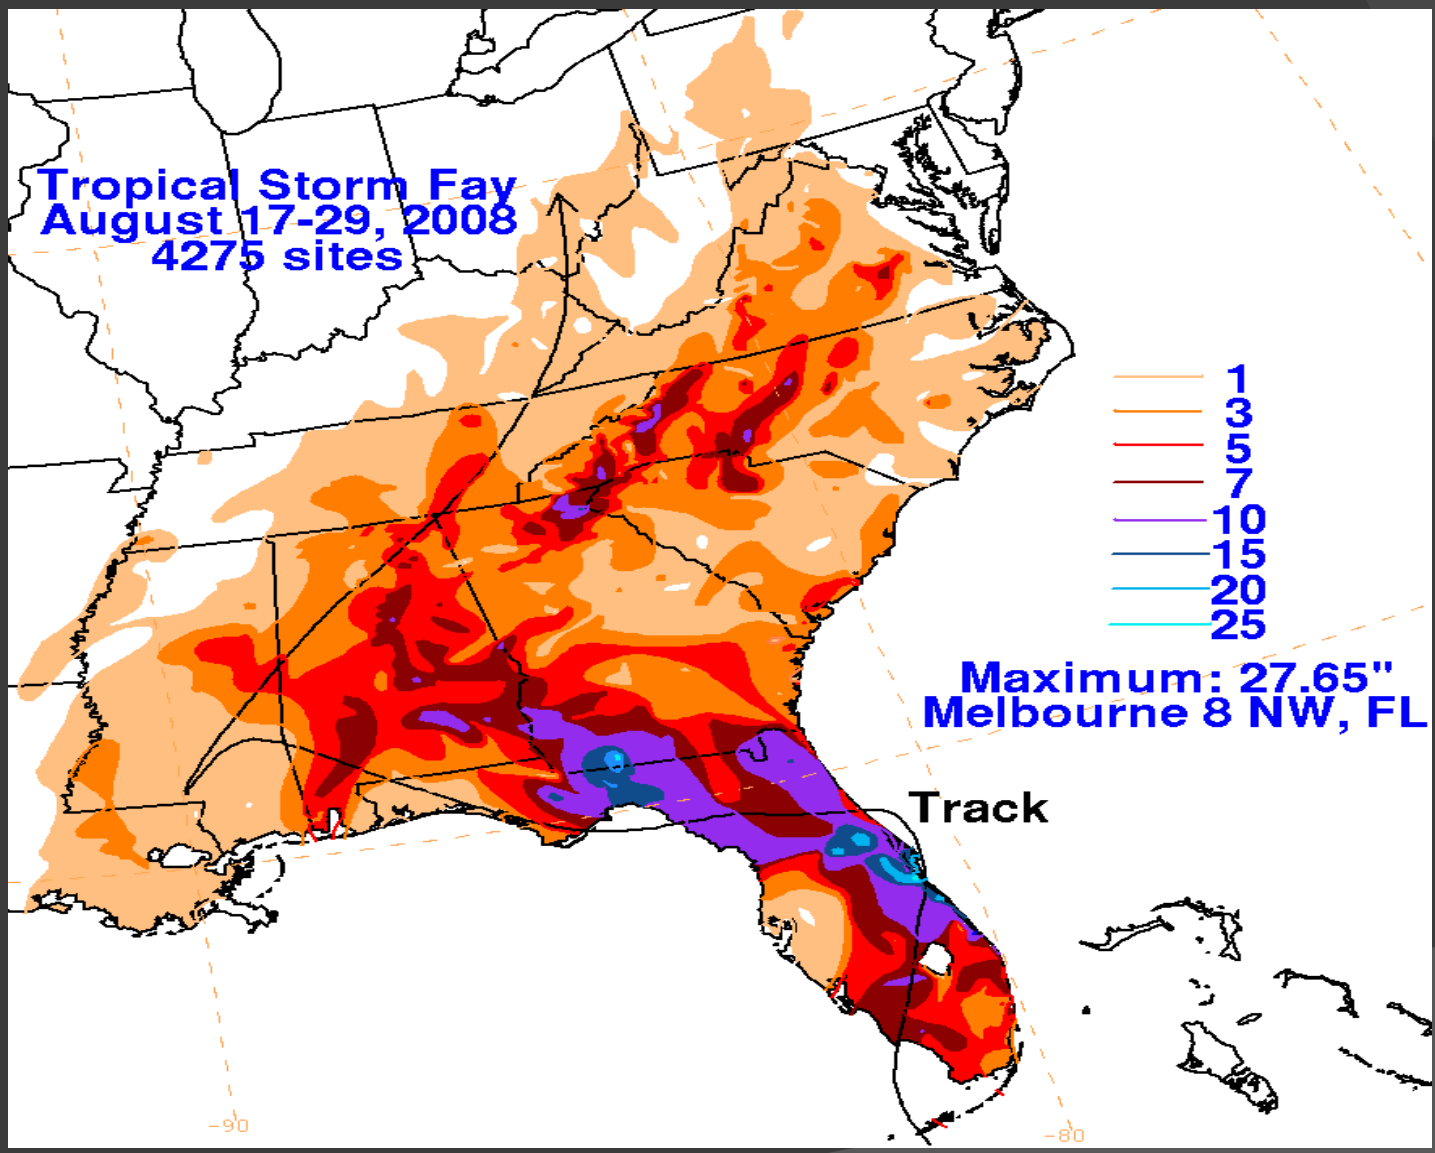 Tropical Storm Fay
August 17-29, 2008
4275 sites
1
3
5
7
10
15
20
25
Maximum: 27.65"
Melbourne 8 NW, FL
Track
-90
-80